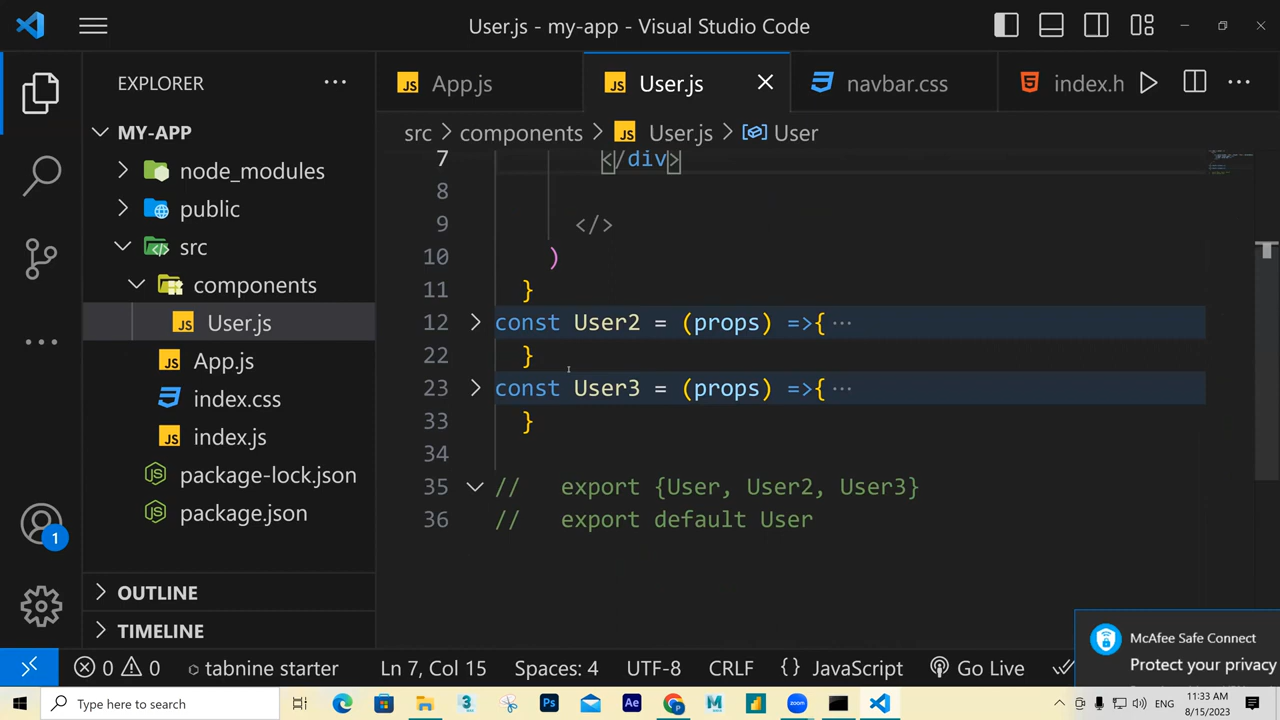 User.js - my-app - Visual Studio Code
EXPLORER
App.js
User.js
navbar.css
index.h
MY-APP
src > components > User.js > User
node_modules
public
src
components
User.js
App.js
index.css
index.js
package-lock.json
package.json
OUTLINE
TIMELINE
7 </div>
8
9 </>
10 )
11 }
12 const User2 = (props) =>{ ···
22 }
23 const User3 = (props) =>{ ···
33 }
34
35 // export {User, User2, User3}
36 // export default User
1
McAfee Safe Connect
Protect your privacy
0 0 tabnine starter Ln 7, Col 15 Spaces: 4 UTF-8 CRLF {} JavaScript Go Live
Type here to search
Ps
Ae
zoom
ENG
11:33 AM
8/15/2023